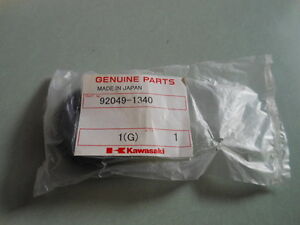 GENUINE PARTS
MADE IN JAPAN
92049-1340
1(G) 1
Kawasaki